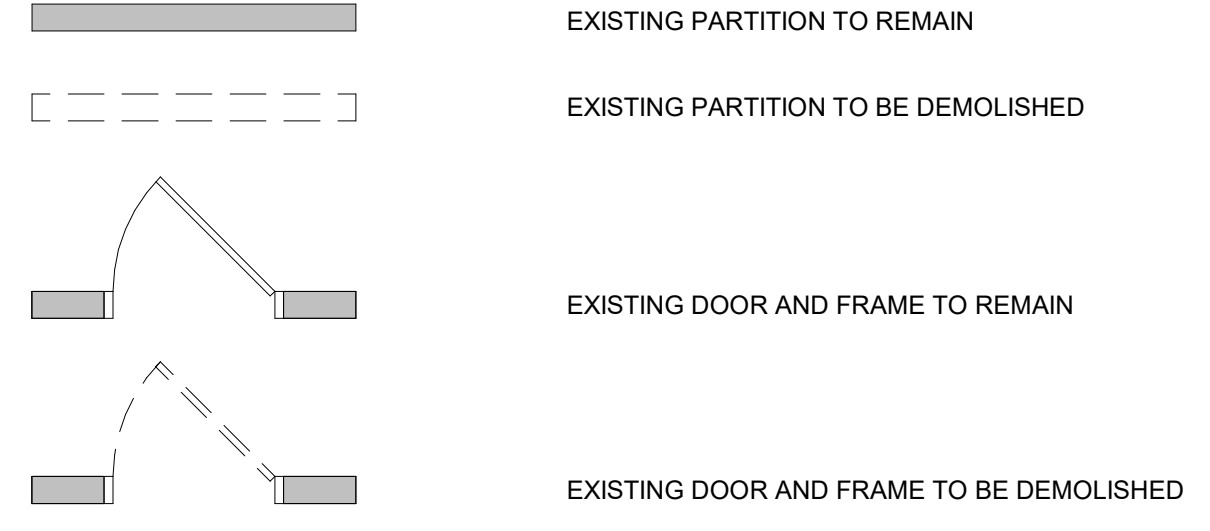 EXISTING PARTITION TO REMAIN
EXISTING PARTITION TO BE DEMOLISHED
EXISTING DOOR AND FRAME TO REMAIN
EXISTING DOOR AND FRAME TO BE DEMOLISHED